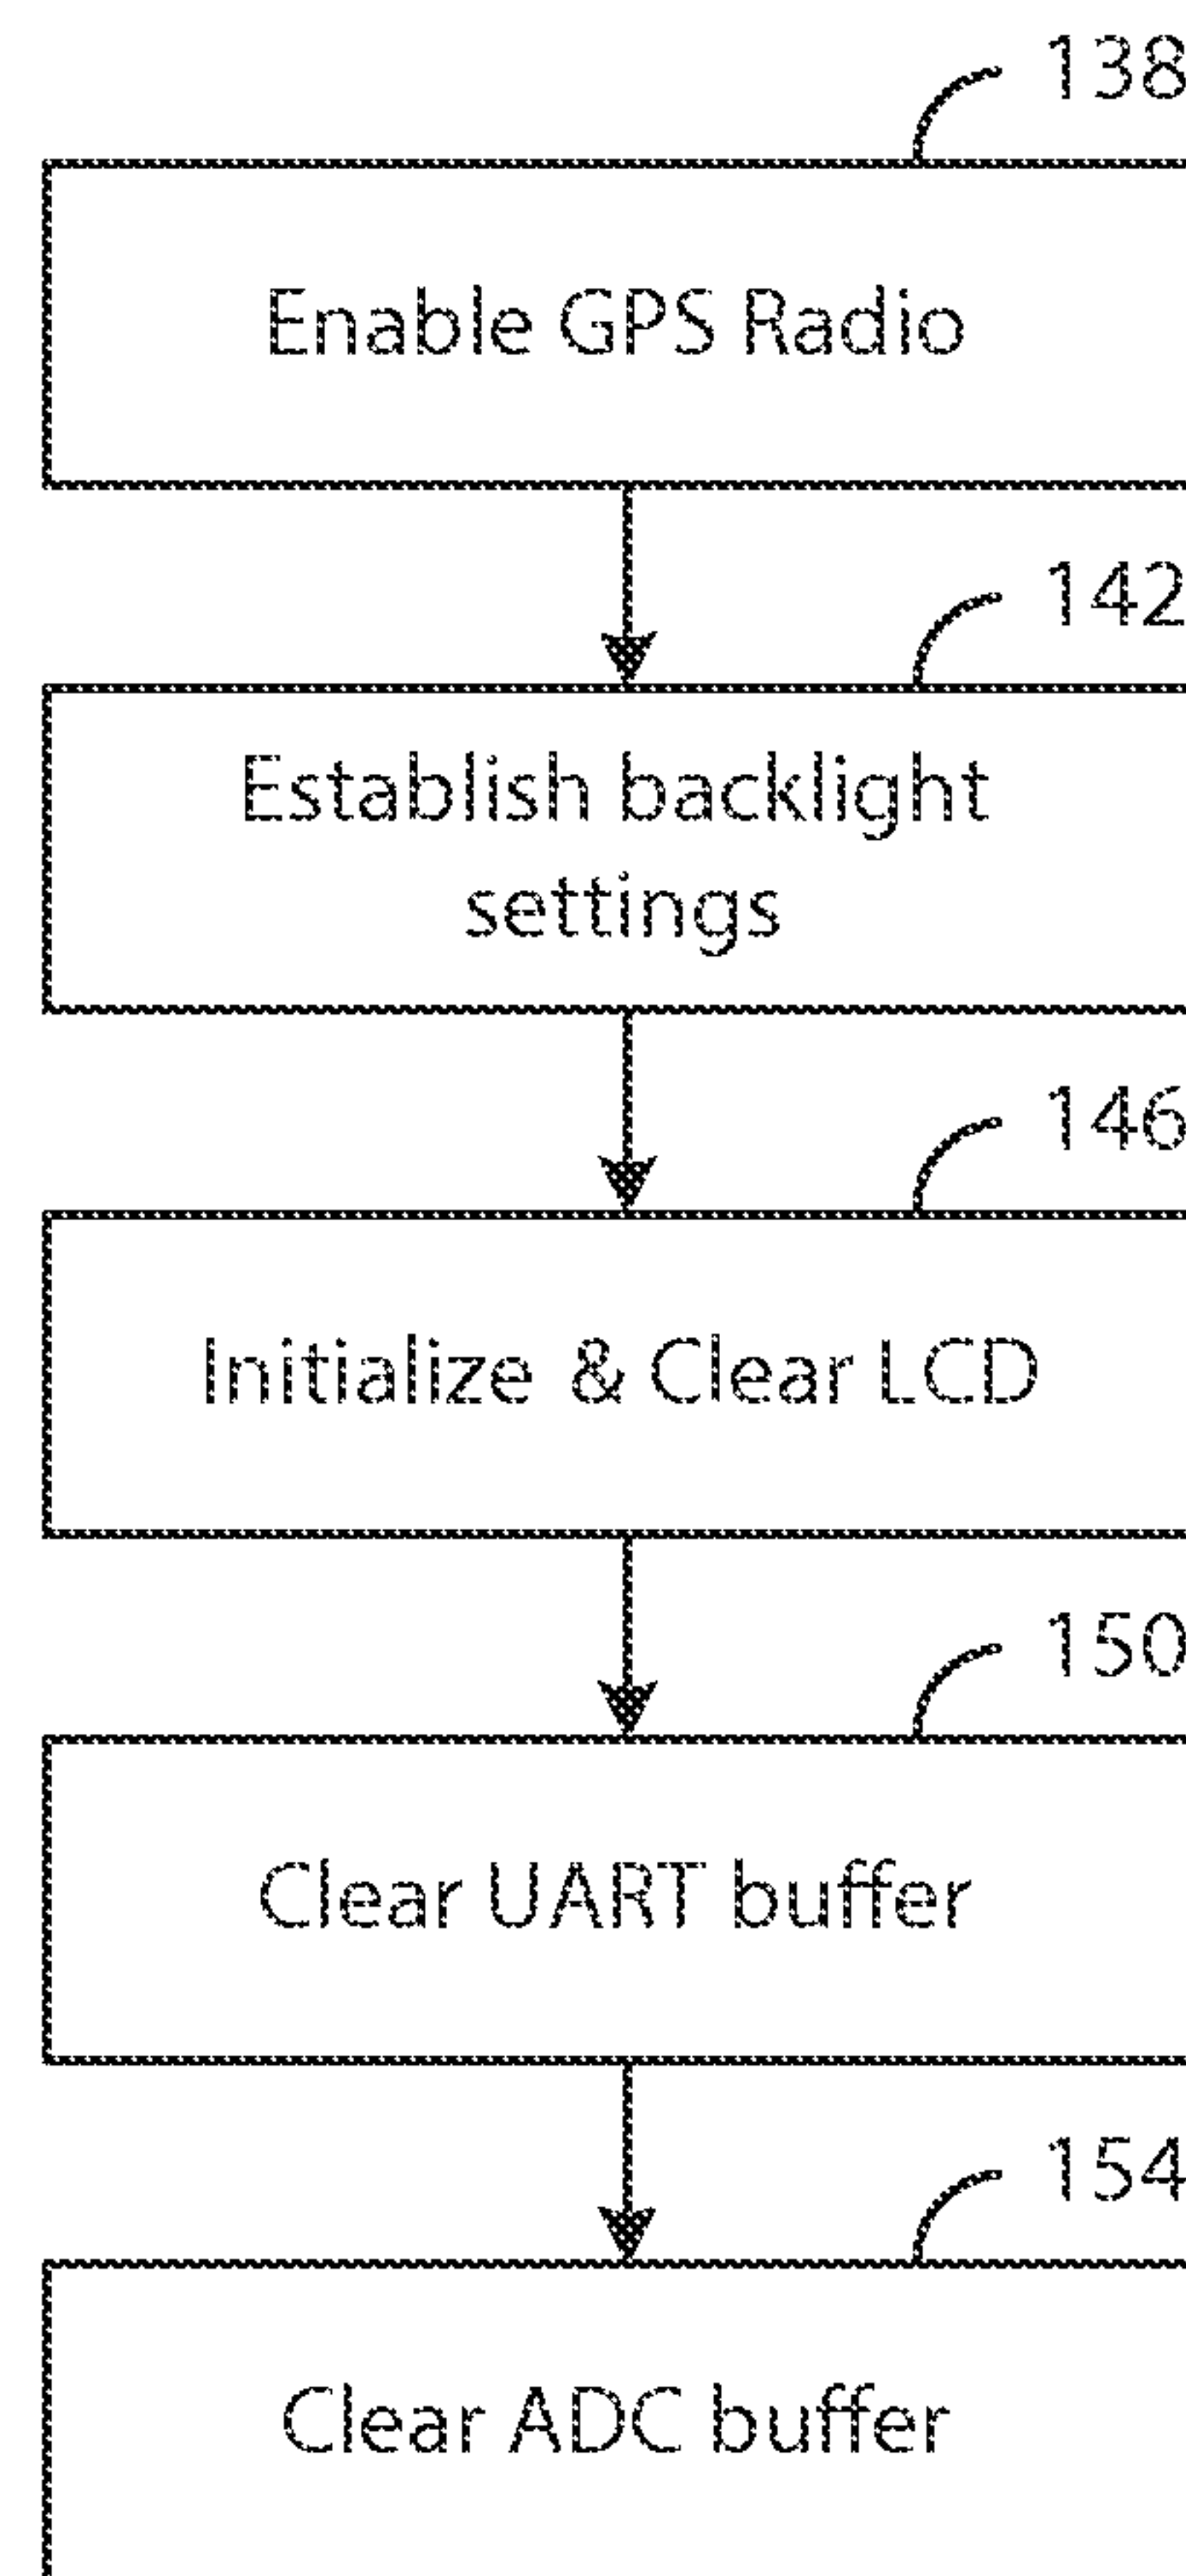 138
Enable GPS Radio
142
Establish backlight
settings
146
Initialize & Clear LCD
150
Clear UART buffer
154
Clear ADC buffer